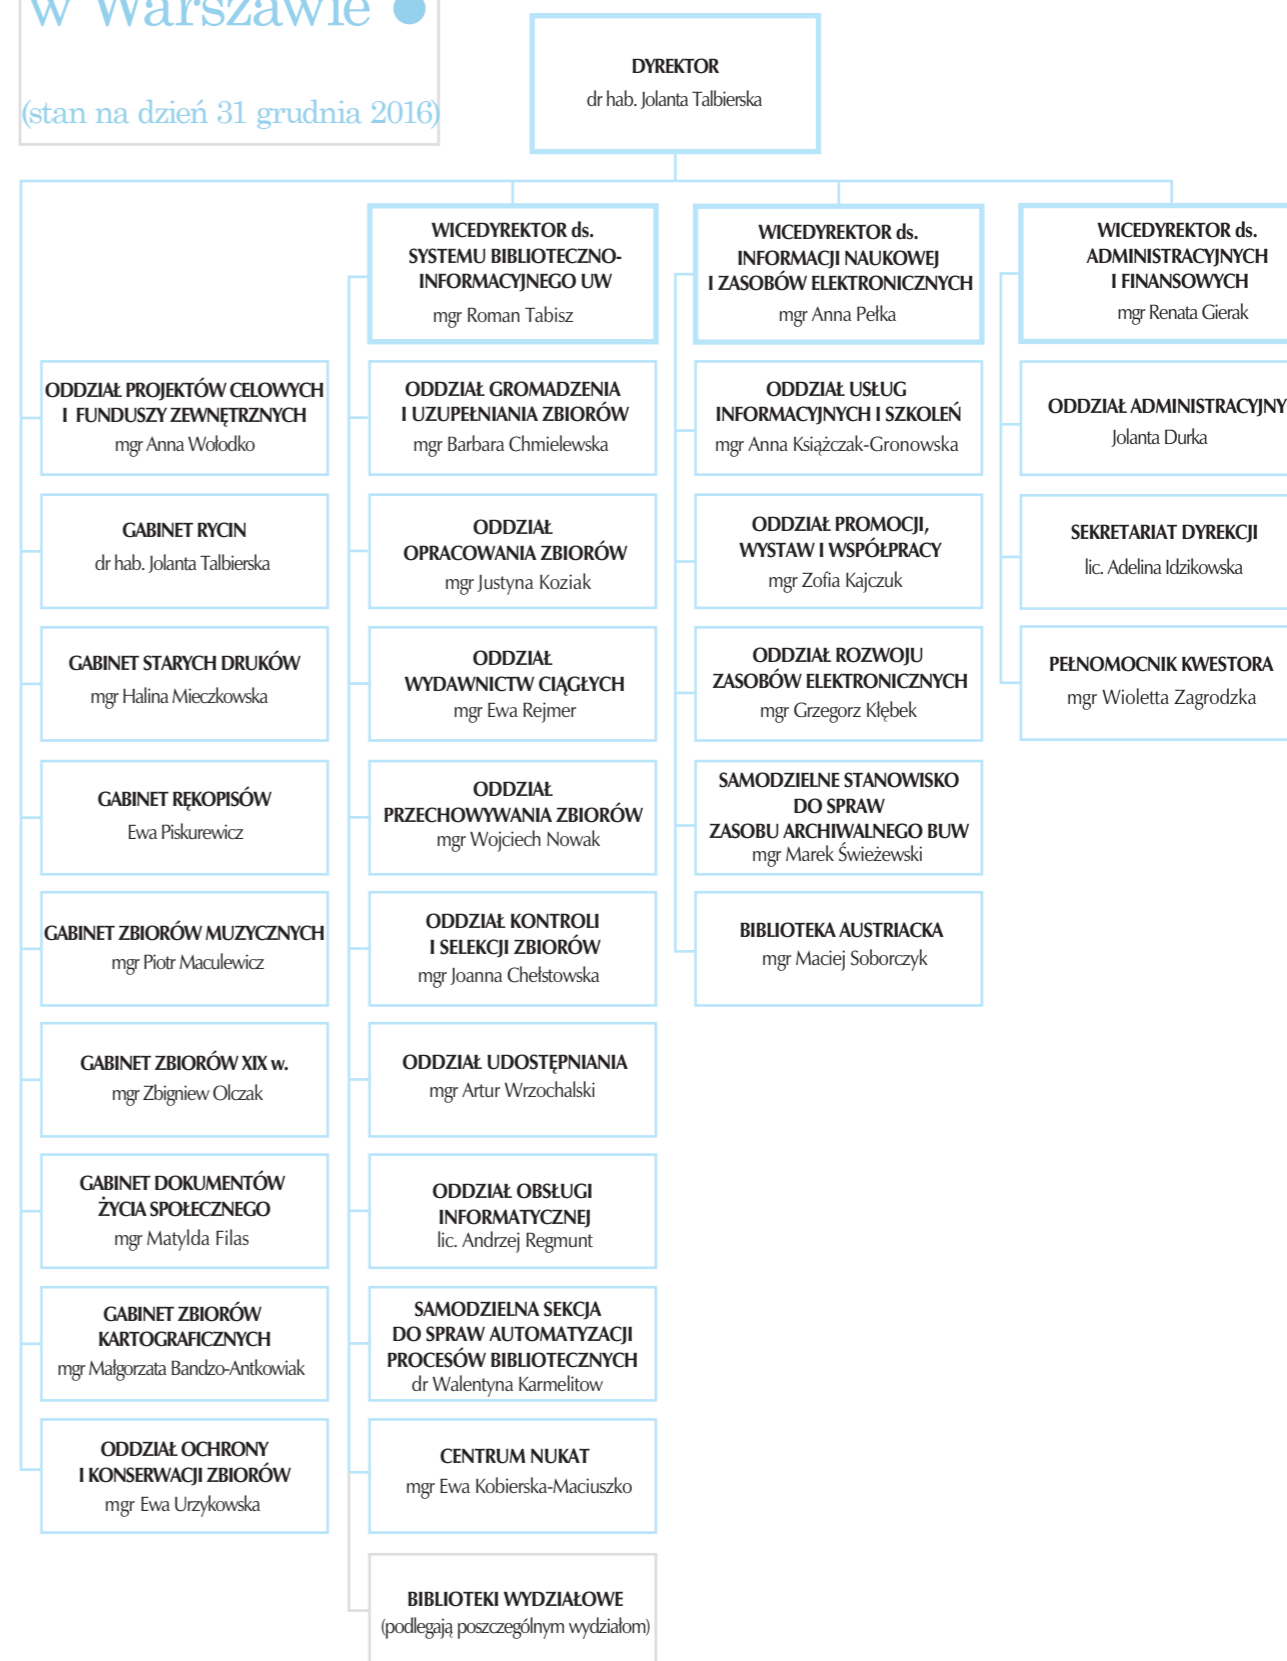 w Warszawie
(stan na dzień 31 grudnia 2016)
DYREKTOR
dr hab. Jolanta Talbierska
WICEDYREKTOR ds.
SYSTEMU BIBLIOTECZNO-
INFORMACYJNEGO UW
mgr Roman Tabisz
WICEDYREKTOR ds.
INFORMACJI NAUKOWEJ
I ZASOBÓW ELEKTRONICZNYCH
mgr Anna Pełka
WICEDYREKTOR ds.
ADMINISTRACYJNYCH
I FINANSOWYCH
mgr Renata Gierak
ODDZIAŁ PROJEKTÓW CELOWYCH
I FUNDUSZY ZEWNĘTRZNYCH
mgr Anna Wołodko
GABINET RYCIN
dr hab. Jolanta Talbierska
GABINET STARYCH DRUKÓW
mgr Halina Mieczkowska
GABINET RĘKOPISÓW
Ewa Piskurewicz
GABINET ZBIORÓW MUZYCZNYCH
mgr Piotr Maculewicz
GABINET ZBIORÓW XIX w.
mgr Zbigniew Olczak
GABINET DOKUMENTÓW
ŻYCIA SPOŁECZNEGO
mgr Matylda Filas
GABINET ZBIORÓW
KARTOGRAFICZNYCH
mgr Małgorzata Bandzo-Antkowiak
ODDZIAŁ OCHRONY
I KONSERWACJI ZBIORÓW
mgr Ewa Urzykowska
ODDZIAŁ GROMADZENIA
I UZUPEŁNIANIA ZBIORÓW
mgr Barbara Chmielewska
ODDZIAŁ
OPRACOWANIA ZBIORÓW
mgr Justyna Koziak
ODDZIAŁ
WYDAWNICTW CIĄGŁYCH
mgr Ewa Rejmer
ODDZIAŁ
PRZECHOWYWANIA ZBIORÓW
mgr Wojciech Nowak
ODDZIAŁ KONTROLI
I SELEKCJI ZBIORÓW
mgr Joanna Chełstowska
ODDZIAŁ UDOSTĘPNIANIA
mgr Artur Wrzochalski
ODDZIAŁ OBSŁUGI
INFORMATYCZNEJ
lic. Andrzej Regmunt
SAMODZIELNA SEKCJA
DO SPRAW AUTOMATYZACJI
PROCESÓW BIBLIOTECZNYCH
dr Walentyna Karmelitow
CENTRUM NUKAT
mgr Ewa Kobierska-Maciuszko
BIBLIOTEKI WYDZIAŁOWE
(podlegają poszczególnym wydziałom)
ODDZIAŁ USŁUG
INFORMACYJNYCH I SZKOLEŃ
mgr Anna Książczak-Gronowska
ODDZIAŁ PROMOCJI,
WYSTAW I WSPÓŁPRACY
mgr Zofia Kajczuk
ODDZIAŁ ROZWOJU
ZASOBÓW ELEKTRONICZNYCH
mgr Grzegorz Kłębek
SAMODZIELNE STANOWISKO
DO SPRAW
ZASOBU ARCHIWALNEGO BUW
mgr Marek Świeżewski
BIBLIOTEKA AUSTRIACKA
mgr Maciej Soborczyk
ODDZIAŁ ADMINISTRACYJNY
Jolanta Durka
SEKRETARIAT DYREKCJI
lic. Adelina Idzikowska
PEŁNOMOCNIK KWESTORA
mgr Wioletta Zagrodzka